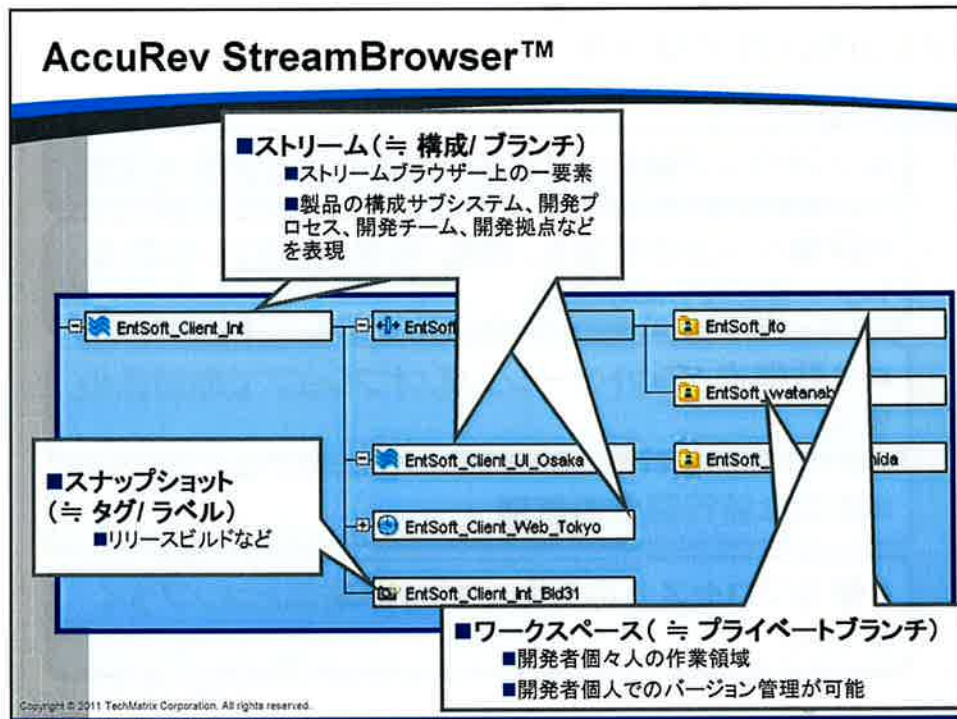 AccuRev StreamBrowser™
■ストリーム(≒ 構成/ ブランチ)
■ストリームブラウザー上の一要素
■製品の構成サブシステム、開発プ
ロセス、開発チーム、開発拠点など
を表現
EntSoft_Client_Int
EntSof
EntSoft_ito
EntSoft_watanab
EntSoft_Client_UI_Osaka
EntSoft_
hida
EntSoft_Client_Web_Tokyo
EntSoft_Client_Int_Bld31
■スナップショット
(≒ タグ/ ラベル)
■リリースビルドなど
■ワークスペース( ≒ プライベートブランチ)
■開発者個々人の作業領域
■開発者個人でのバージョン管理が可能
Copyright © 2011 TechMatrix Corporation. All rights reserved.